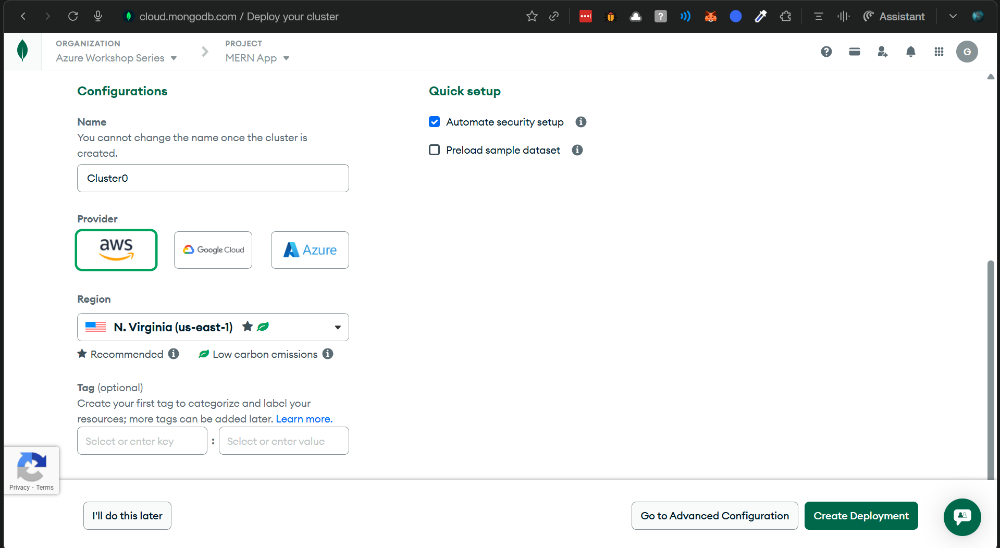 cloud.mongodb.com / Deploy your cluster
Assistant
ORGANIZATION
Azure Workshop Series
PROJECT
MERN App
G
Configurations
Name
You cannot change the name once the cluster is
created.
Cluster0
Provider
aws
Google Cloud
Azure
Region
N. Virginia (us-east-1)
Recommended
Low carbon emissions
Tag (optional)
Create your first tag to categorize and label your
resources; more tags can be added later. Learn more.
Select or enter key : Select or enter value
Quick setup
Automate security setup
Preload sample dataset
Privacy - Terms
I'll do this later
Go to Advanced Configuration
Create Deployment